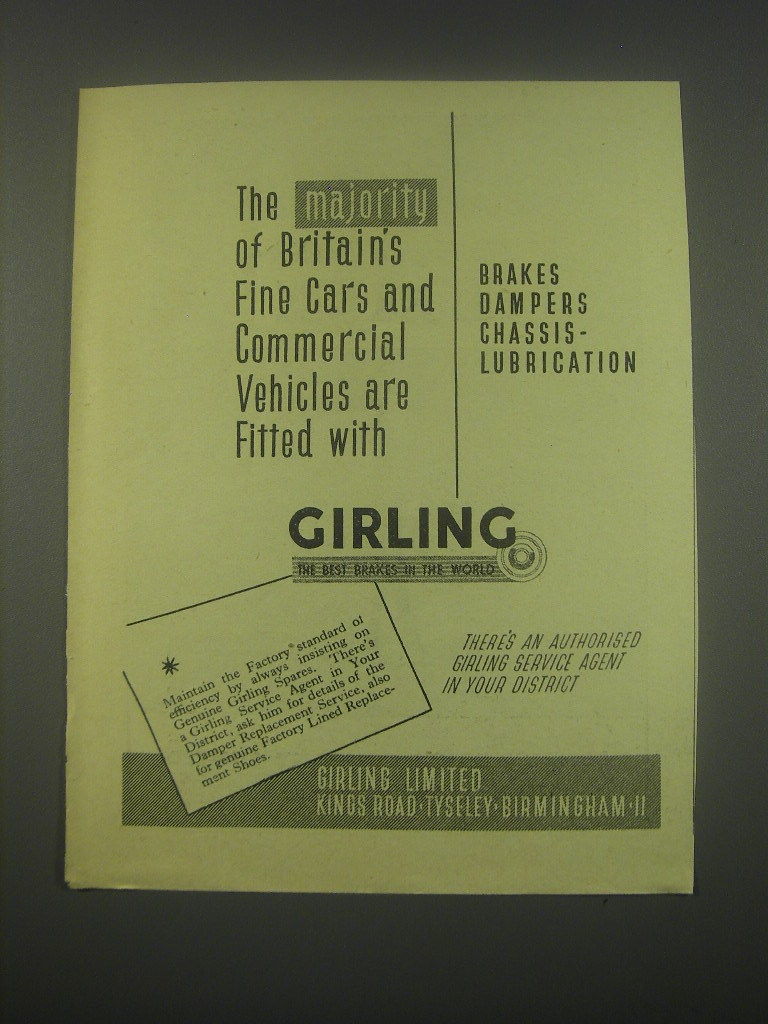 The majority
of Britain's
Fine Cars and
Commercial
Vehicles are
Fitted with
BRAKES
DAMPERS
CHASSIS-
LUBRICATION
GIRLING
THE BEST BRAKES IN THE WORLD
* Maintain the Factory standard of
efficiency by always insisting on
Genuine Girling Spares. There's
a Girling Service Agent in Your
District, ask him for details of the
Damper Replacement Service, also
for genuine Factory Lined Replace-
ment Shoes.
THERE'S AN AUTHORISED
GIRLING SERVICE AGENT
IN YOUR DISTRICT
GIRLING LIMITED
KINGS ROAD · TYSELEY · BIRMINGHAM · 11